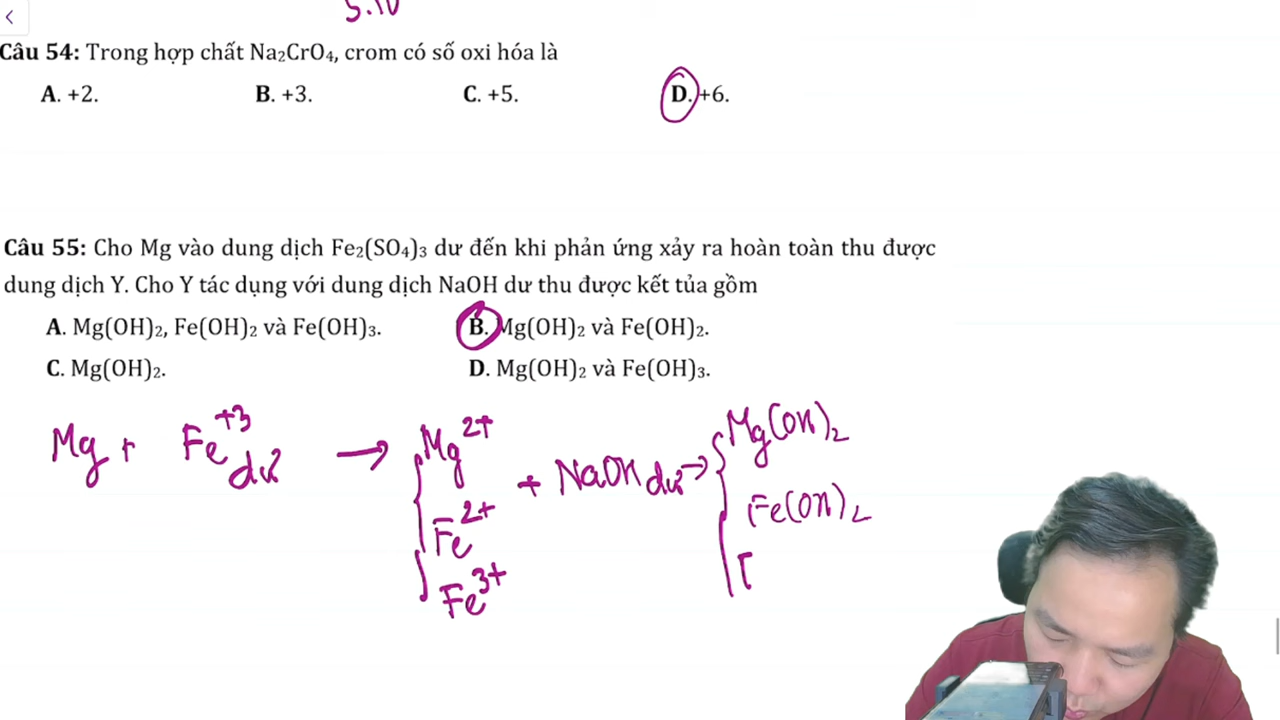 5.10
Câu 54: Trong hợp chất Na₂CrO₄, crom có số oxi hóa là
A. +2. B. +3. C. +5. D. +6.
Câu 55: Cho Mg vào dung dịch Fe₂(SO₄)₃ dư đến khi phản ứng xảy ra hoàn toàn thu được
dung dịch Y. Cho Y tác dụng với dung dịch NaOH dư thu được kết tủa gồm
A. Mg(OH)₂, Fe(OH)₂ và Fe(OH)₃. B. Mg(OH)₂ và Fe(OH)₂.
C. Mg(OH)₂. D. Mg(OH)₂ và Fe(OH)₃.
Mg + Fe⁺³ dư → { Mg²⁺ Fe²⁺ Fe³⁺ + NaOH dư → { Mg(OH)₂ Fe(OH)₂